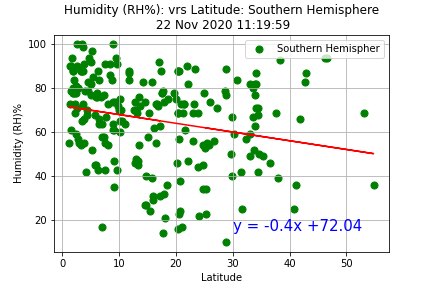 Humidity (RH%): vrs Latitude: Southern Hemisphere
22 Nov 2020 11:19:59
Southern Hemispher
100
80
60
40
20
Humidity (RH)%
y = -0.4x +72.04
0 10 20 30 40 50
Latitude